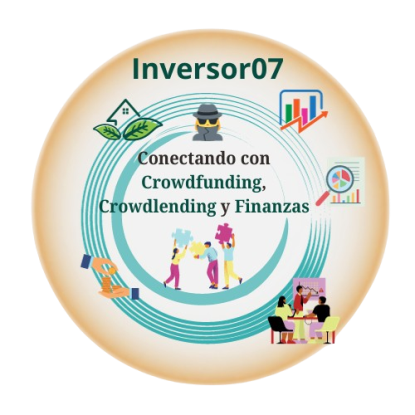 Inversor07
Conectando con
Crowdfunding,
Crowdlending y Finanzas